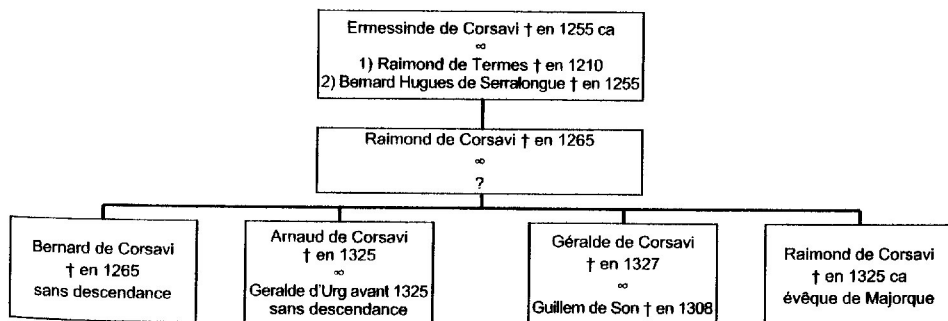 Ermessinde de Corsavi † en 1255 ca
∞
1) Raimond de Termes † en 1210
2) Bernard Hugues de Serralongue † en 1255
Raimond de Corsavi † en 1265
∞
?
Bernard de Corsavi
† en 1265
sans descendance
Arnaud de Corsavi
† en 1325
∞
Geralde d'Urg avant 1325
sans descendance
Géralde de Corsavi
† en 1327
∞
Guillem de Son † en 1308
Raimond de Corsavi
† en 1325 ca
évêque de Majorque